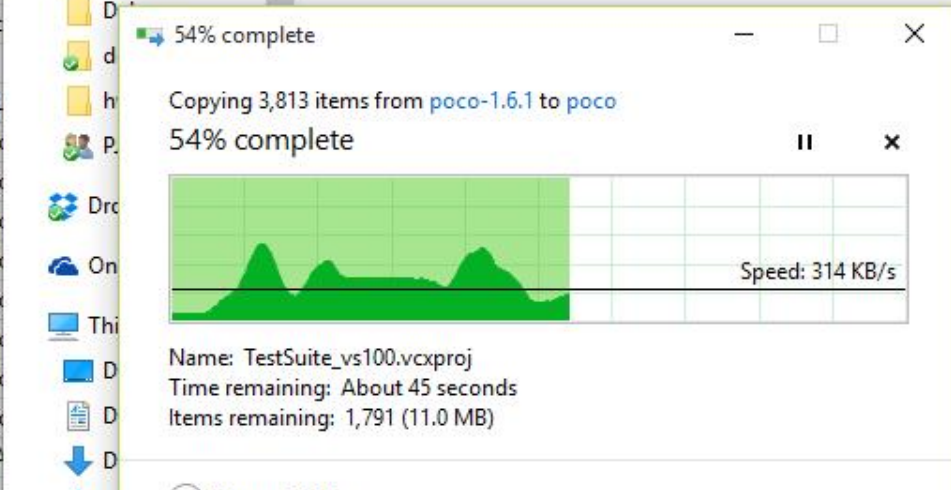 54% complete
Copying 3,813 items from poco-1.6.1 to poco
54% complete
Speed: 314 KB/s
Name: TestSuite_vs100.vcxproj
Time remaining: About 45 seconds
Items remaining: 1,791 (11.0 MB)